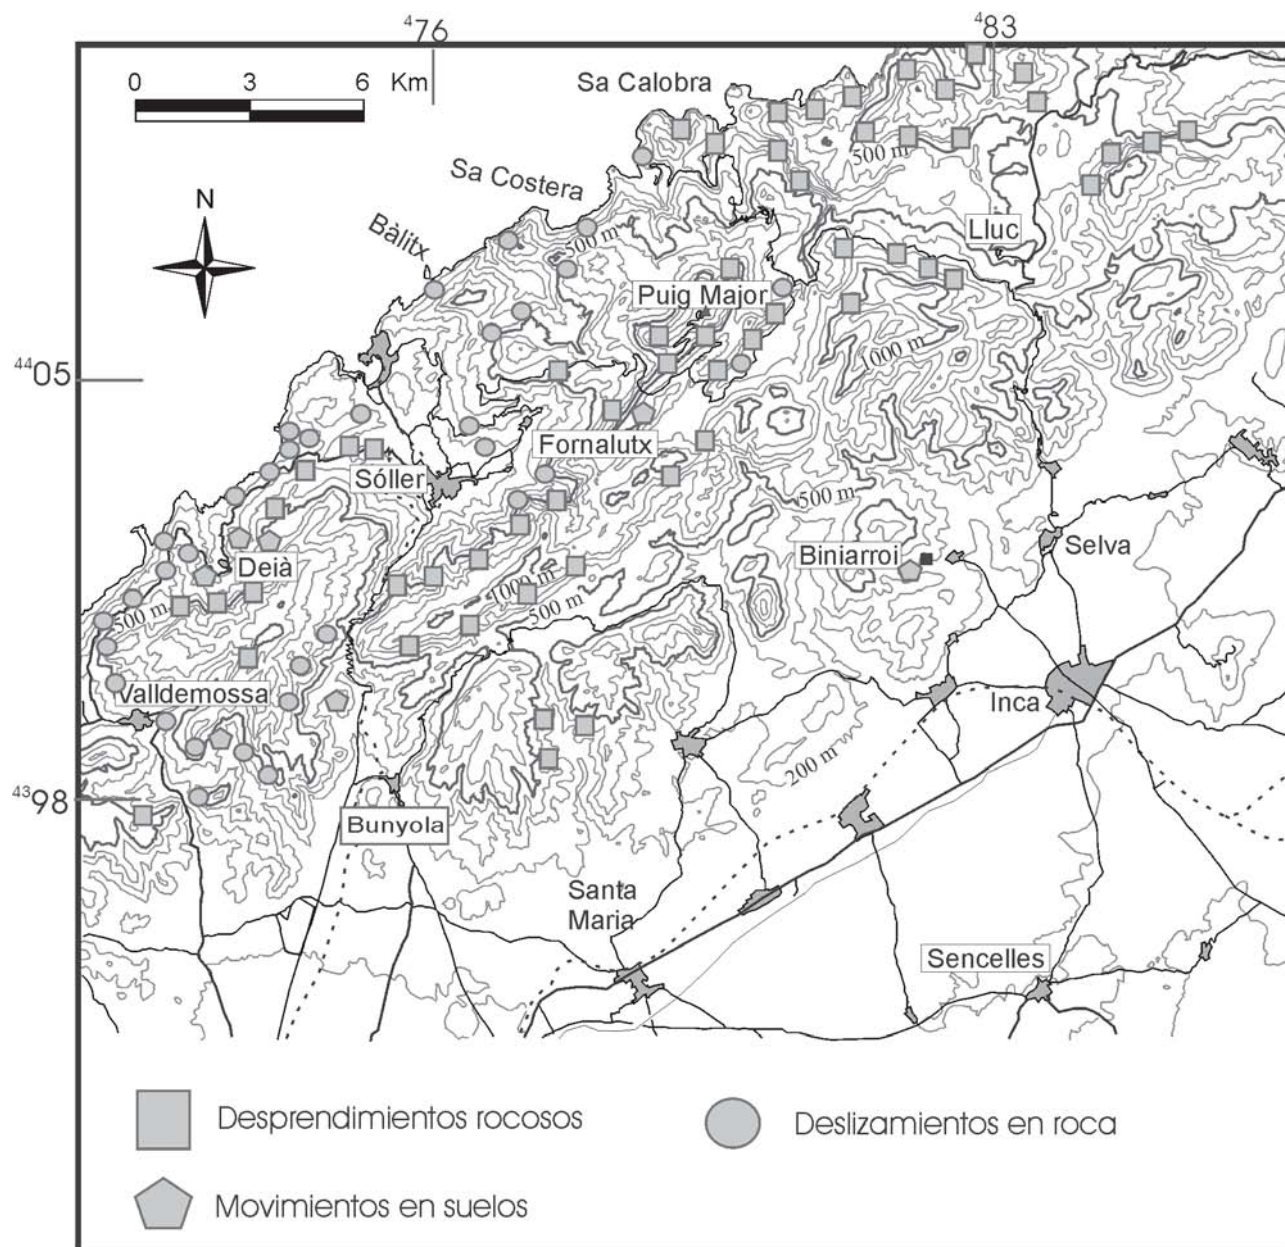 476
483
0 3 6 Km
Sa Calobra
500 m
Sa Costera
N
Lluc
Bàlitx
500 m
Puig Major
1000 m
4405
Fornalutx
Sóller
500 m
Biniarroi
Selva
Deià
1000 m
500 m
500 m
Valldemossa
Inca
200 m
4398
Bunyola
Santa
Maria
Sencelles
Desprendimientos rocosos
Deslizamientos en roca
Movimientos en suelos